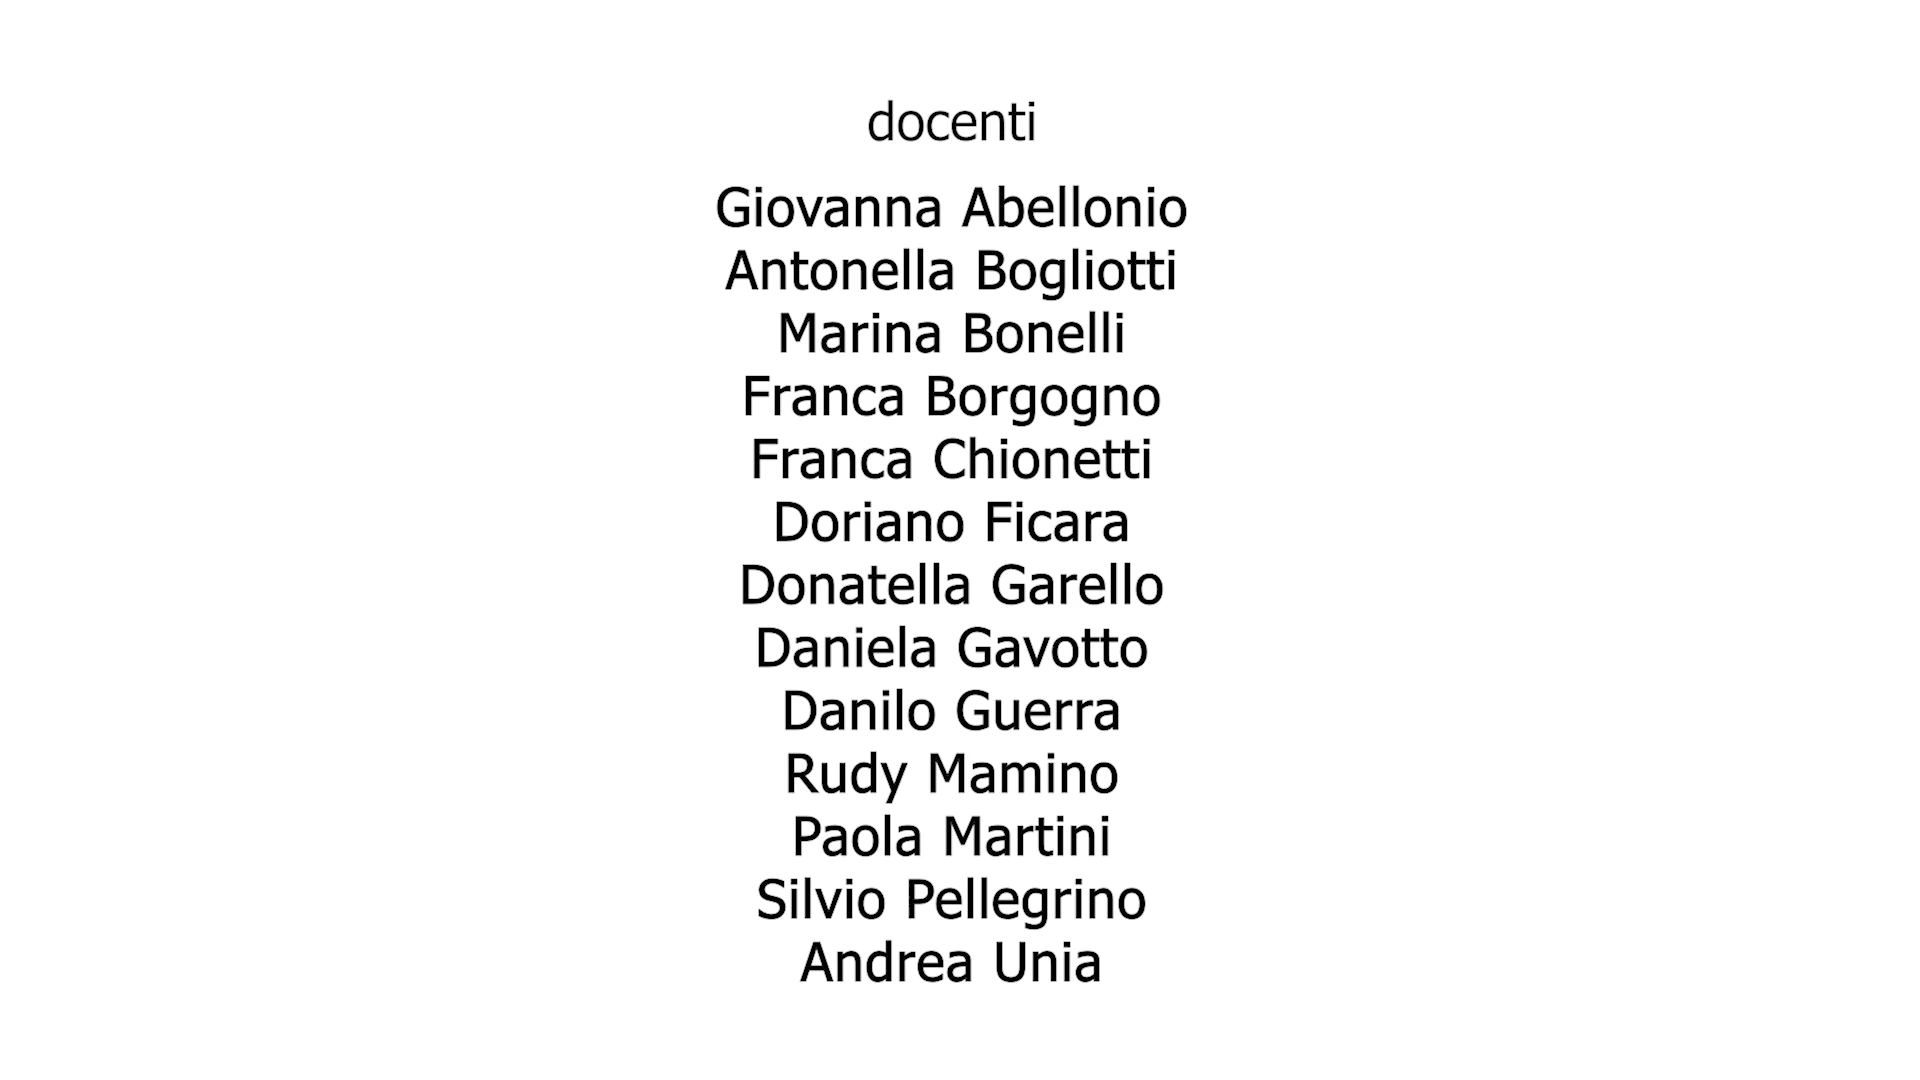 docenti
Giovanna Abellonio
Antonella Bogliotti
Marina Bonelli
Franca Borgogno
Franca Chionetti
Doriano Ficara
Donatella Garello
Daniela Gavotto
Danilo Guerra
Rudy Mamino
Paola Martini
Silvio Pellegrino
Andrea Unia